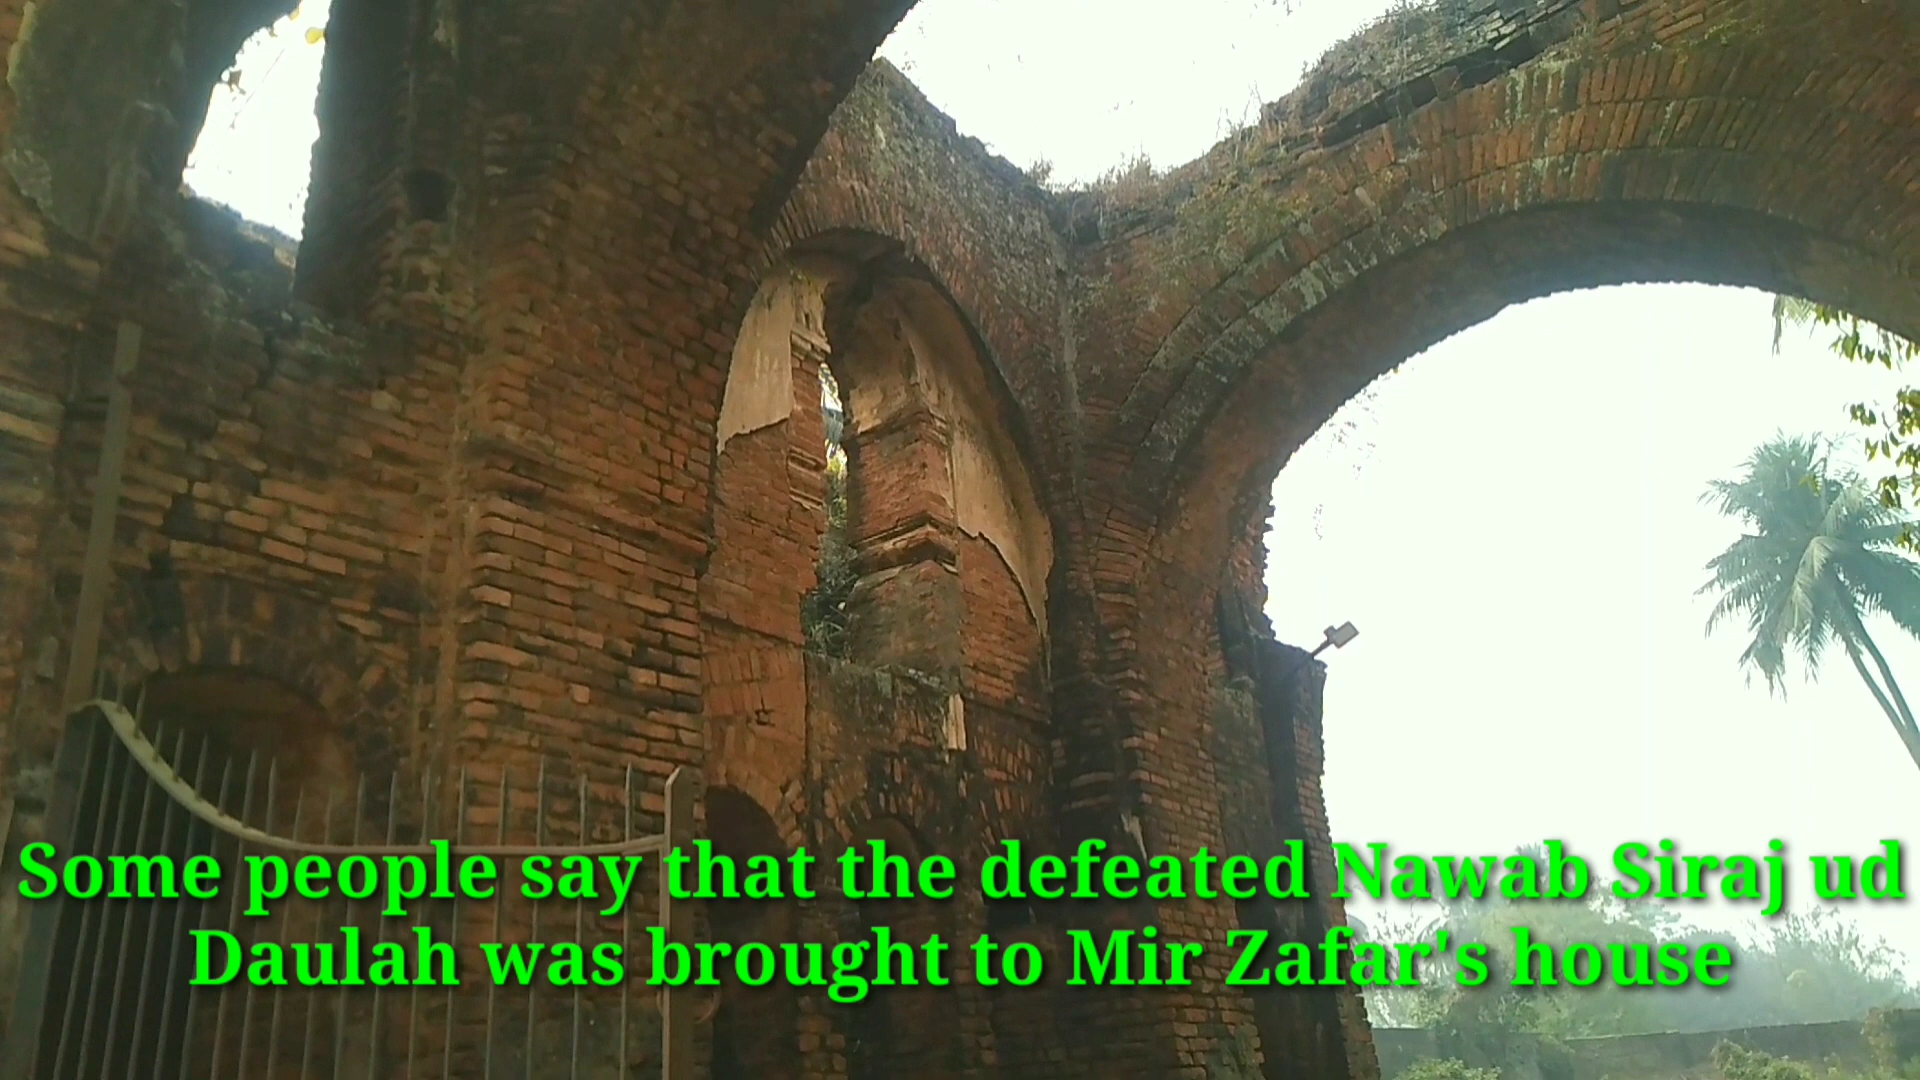 Some people say that the defeated Nawab Siraj ud
Daulah was brought to Mir Zafar's house